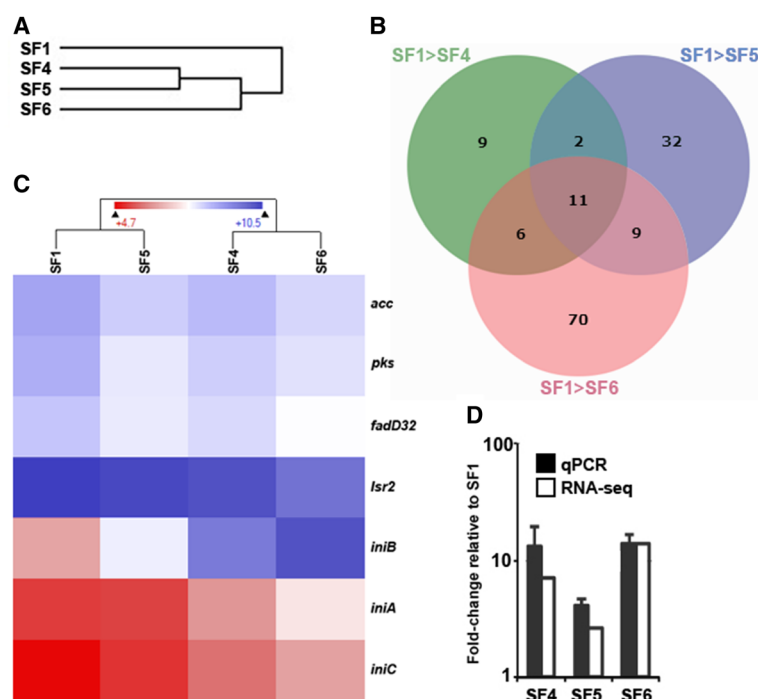 A
SF1
SF4
SF5
SF6
B
SF1>SF4
SF1>SF5
9
2
32
11
6
9
70
SF1>SF6
C
+4.7
+10.5
SF1
SF5
SF4
SF6
acc
pks
fadD32
lsr2
iniB
iniA
iniC
D
Fold-change relative to SF1
100
10
1
qPCR
RNA-seq
SF4
SF5
SF6